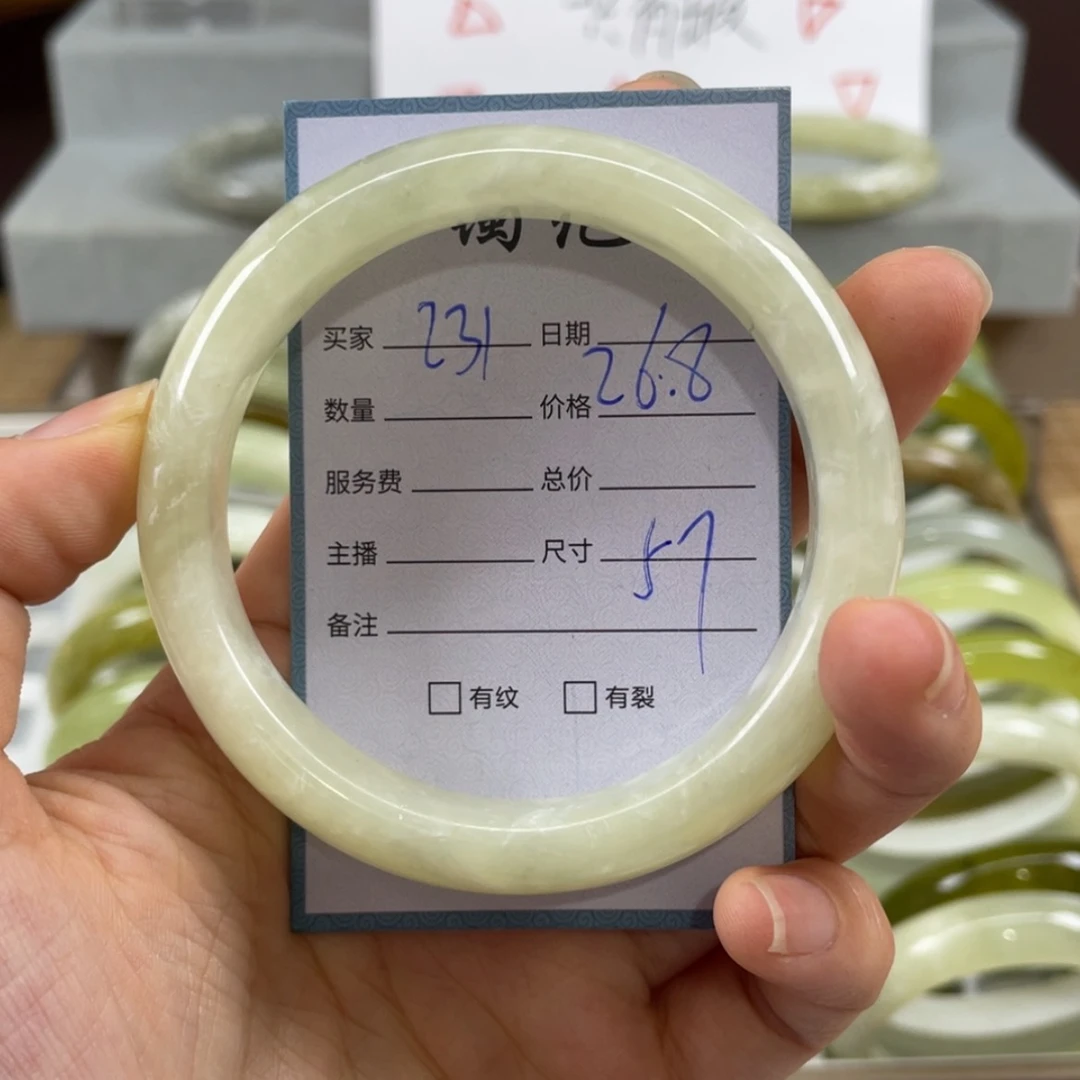 买家 231 日期
数量 价格 26.8
服务费 总价
主播 尺寸 57
备注
有纹 有裂